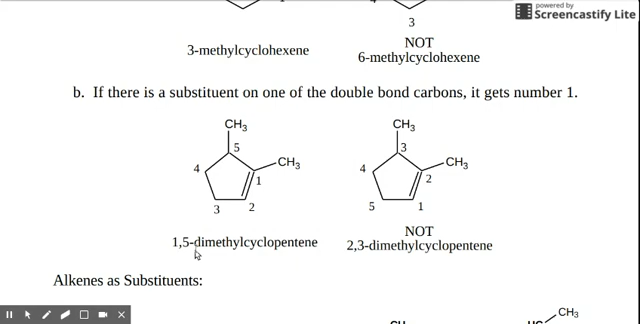 powered by
Screencastify Lite
3
3-methylcyclohexene
NOT
6-methylcyclohexene
b. If there is a substituent on one of the double bond carbons, it gets number 1.
CH3
5
4
CH3
1
3
2
1,5-dimethylcyclopentene
CH3
3
4
CH3
2
5
1
NOT
2,3-dimethylcyclopentene
Alkenes as Substituents:
CH3